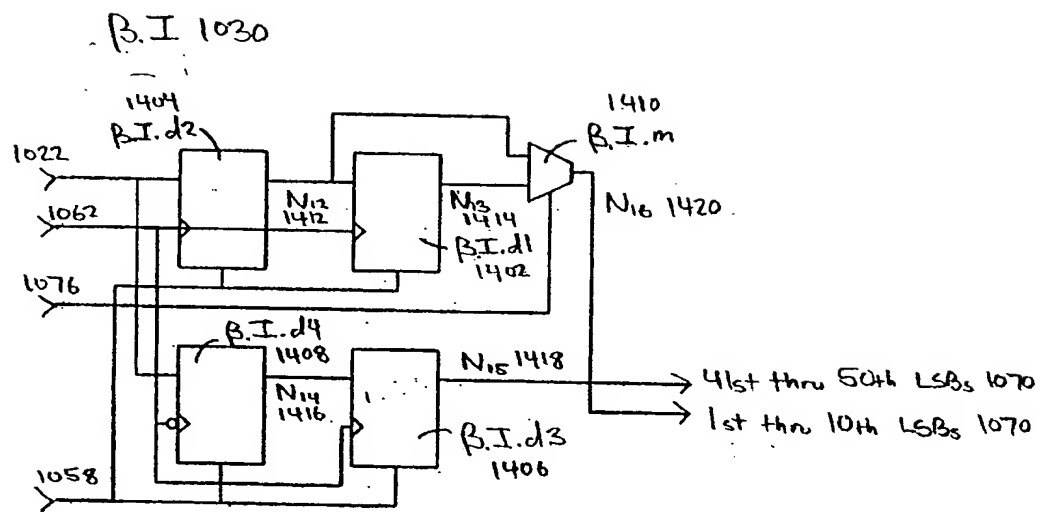 β.I 1030
1404
β.I.d2
1410
β.I.m
1022
1062
N12
1412
N13
1414
N16 1420
β.I.d1
1402
1076
β.I.d4
1408
N15 1418
N14
1416
41st thru 50th LSBs 1070
1st thru 10th LSBs 1070
β.I.d3
1406
1058